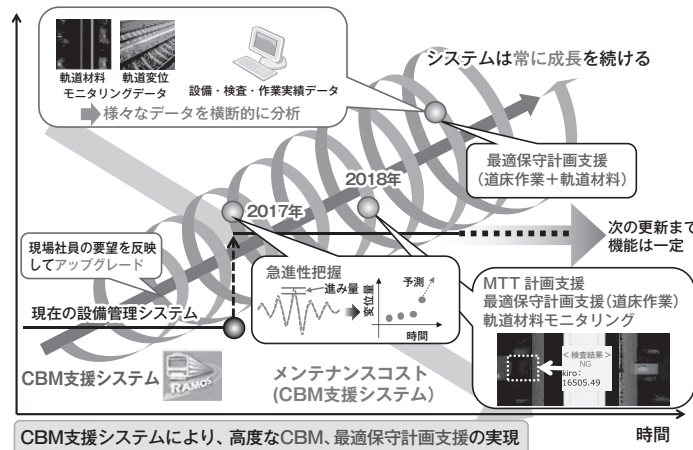 軌道材料
軌道変位
モニタリングデータ
設備・検査・作業実績データ
様々なデータを横断的に分析
システムは常に成長を続ける
最適保守計画支援
（道床作業＋軌道材料）
2018年
2017年
次の更新まで
機能は一定
現場社員の要望を反映
してアップグレード
現在の設備管理システム
急進性把握
進み量
変位量
予測
時間
MTT 計画支援
最適保守計画支援（道床作業）
軌道材料モニタリング
＜検査結果＞
NG
kiro：
16505.49
CBM支援システム
RAMOS
メンテナンスコスト
（CBM支援システム）
CBM支援システムにより、高度なCBM、最適保守計画支援の実現
時間